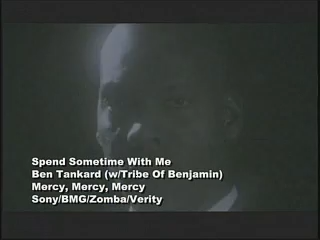 Spend Sometime With Me
Ben Tankard (w/Tribe Of Benjamin)
Mercy, Mercy, Mercy
Sony/BMG/Zomba/Verity